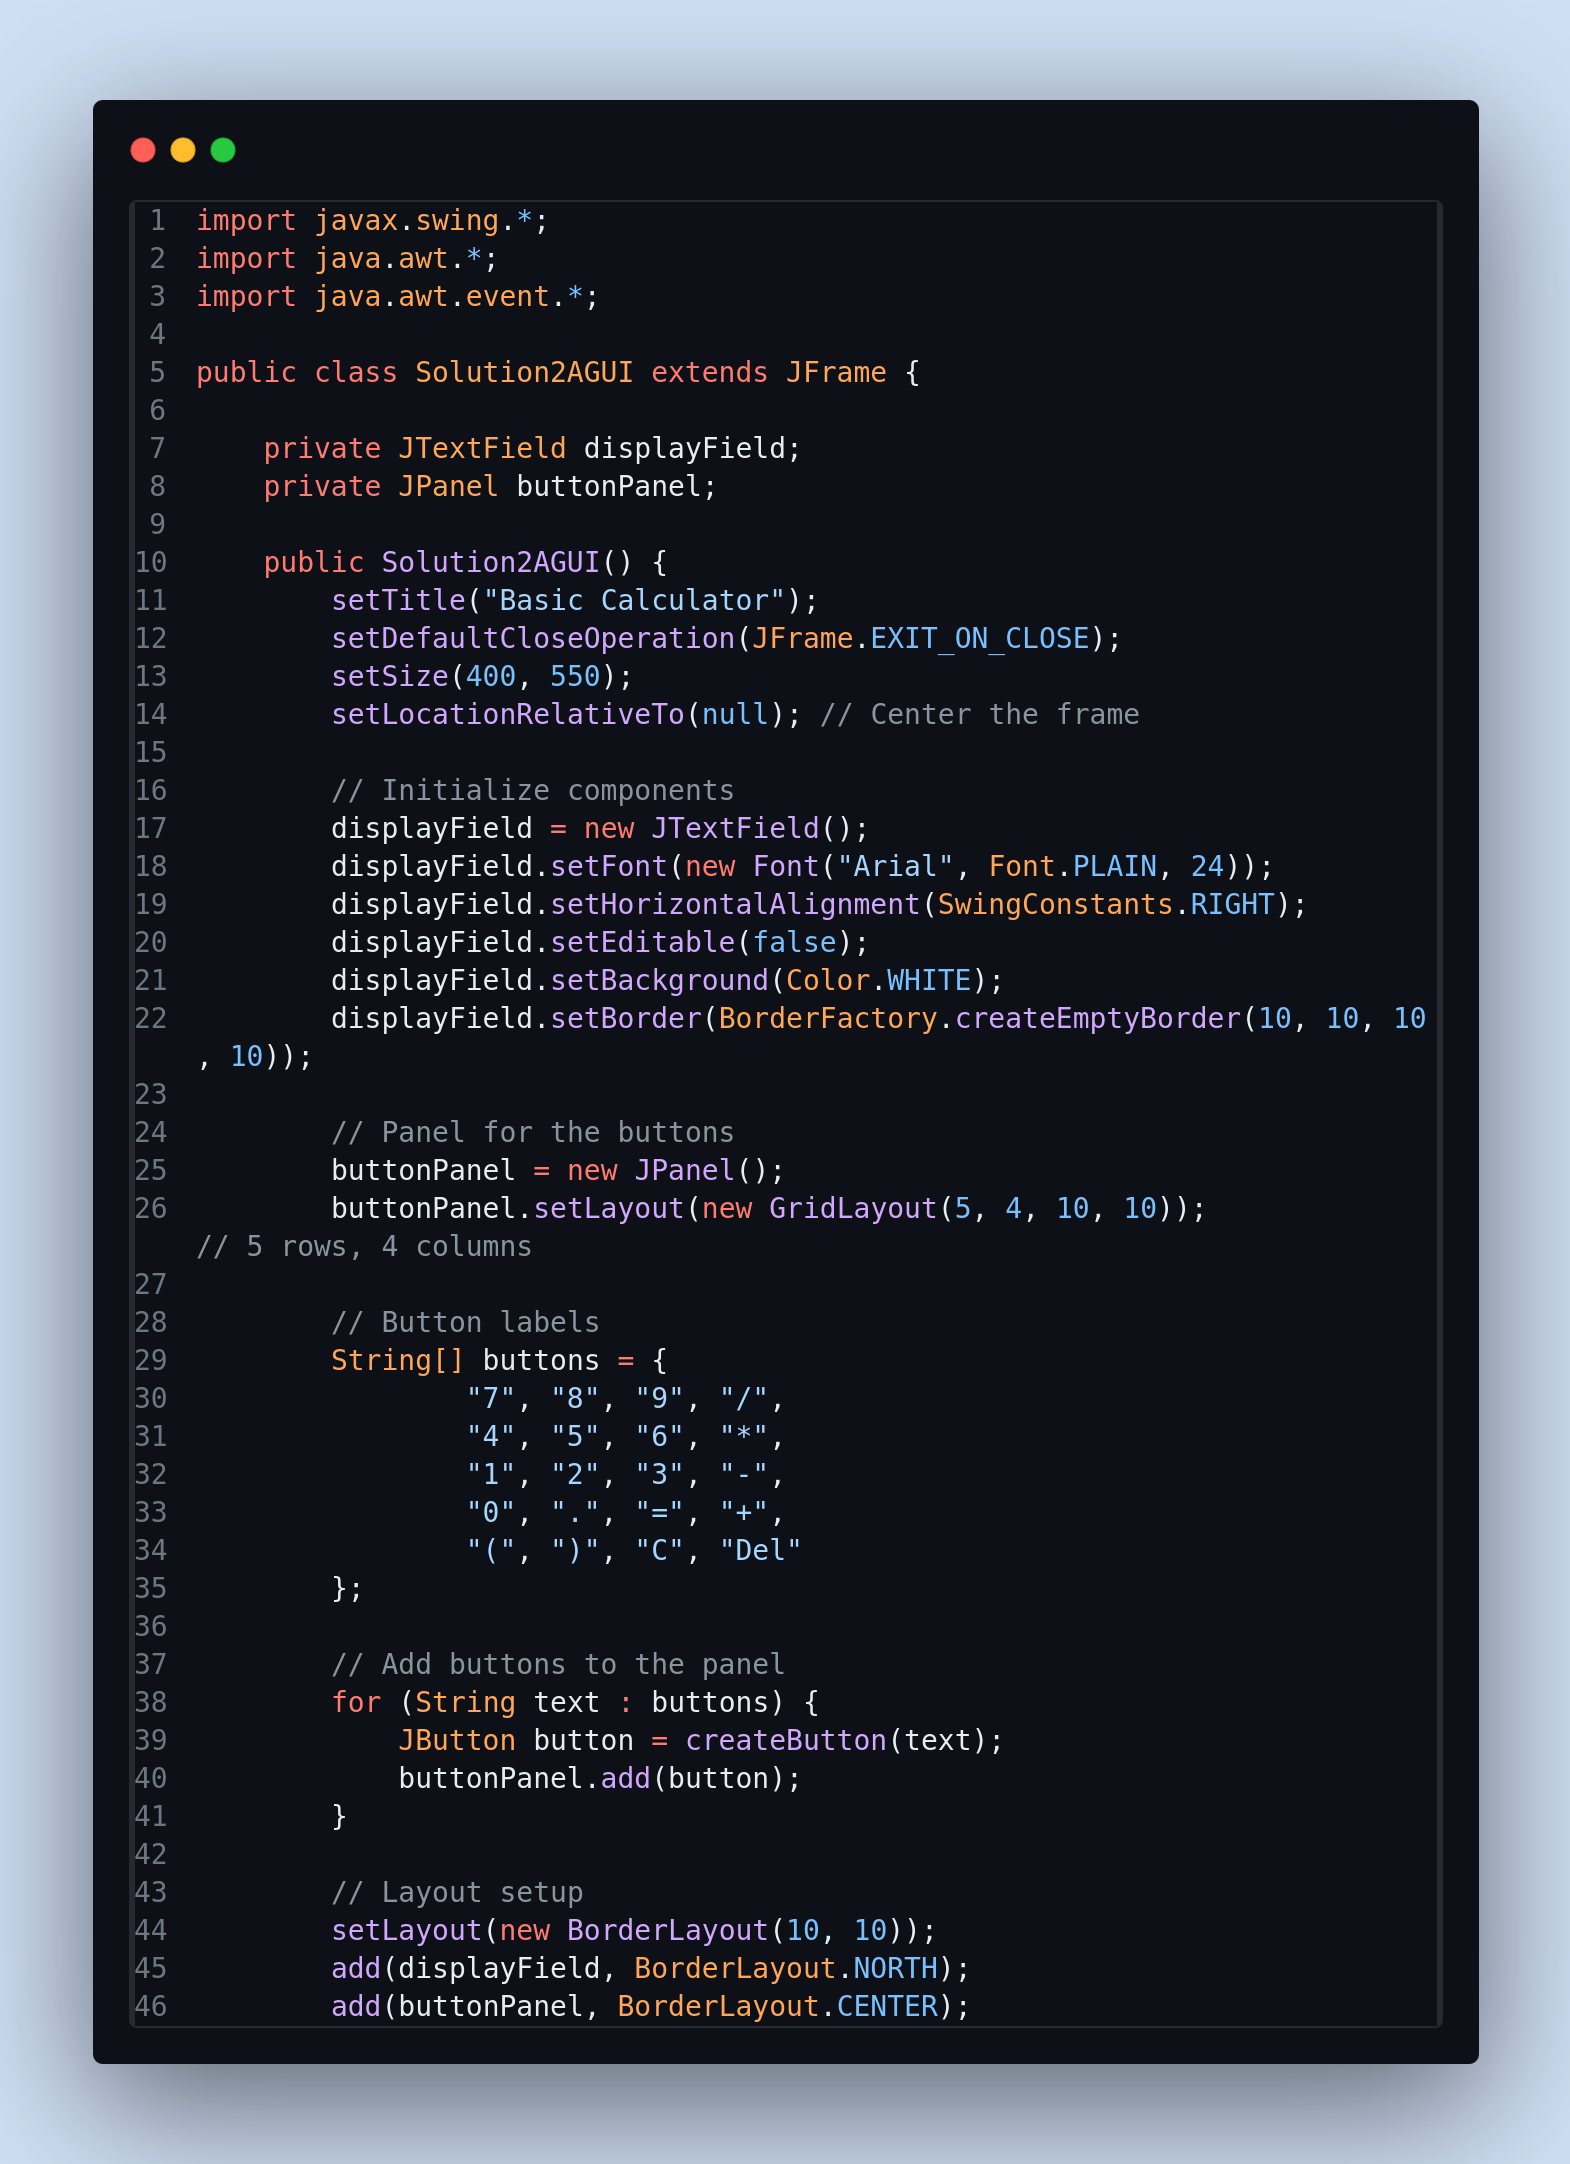 1 import javax.swing.*;
2 import java.awt.*;
3 import java.awt.event.*;
4
5 public class Solution2AGUI extends JFrame {
6
7     private JTextField displayField;
8     private JPanel buttonPanel;
9
10     public Solution2AGUI() {
11         setTitle("Basic Calculator");
12         setDefaultCloseOperation(JFrame.EXIT_ON_CLOSE);
13         setSize(400, 550);
14         setLocationRelativeTo(null); // Center the frame
15
16         // Initialize components
17         displayField = new JTextField();
18         displayField.setFont(new Font("Arial", Font.PLAIN, 24));
19         displayField.setHorizontalAlignment(SwingConstants.RIGHT);
20         displayField.setEditable(false);
21         displayField.setBackground(Color.WHITE);
22         displayField.setBorder(BorderFactory.createEmptyBorder(10, 10, 10
, 10));
23
24         // Panel for the buttons
25         buttonPanel = new JPanel();
26         buttonPanel.setLayout(new GridLayout(5, 4, 10, 10));
// 5 rows, 4 columns
27
28         // Button labels
29         String[] buttons = {
30                 "7", "8", "9", "/",
31                 "4", "5", "6", "*",
32                 "1", "2", "3", "-",
33                 "0", ".", "=", "+",
34                 "(", ")", "C", "Del"
35         };
36
37         // Add buttons to the panel
38         for (String text : buttons) {
39             JButton button = createButton(text);
40             buttonPanel.add(button);
41         }
42
43         // Layout setup
44         setLayout(new BorderLayout(10, 10));
45         add(displayField, BorderLayout.NORTH);
46         add(buttonPanel, BorderLayout.CENTER);